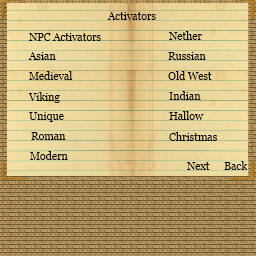 Activators
NPC Activators
Asian
Medieval
Viking
Unique
Roman
Modern
Nether
Russian
Old West
Indian
Hallow
Christmas
Next Back